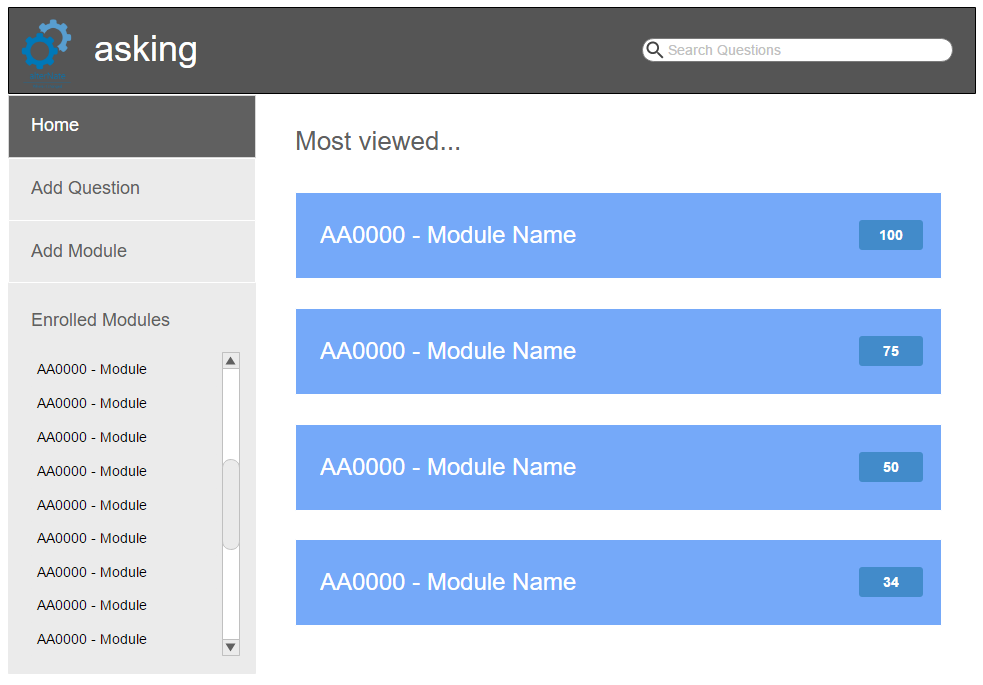 asking
Search Questions
Home
Add Question
Add Module
Enrolled Modules
AA0000 - Module
AA0000 - Module
AA0000 - Module
AA0000 - Module
AA0000 - Module
AA0000 - Module
AA0000 - Module
AA0000 - Module
AA0000 - Module
Most viewed...
AA0000 - Module Name 100
AA0000 - Module Name 75
AA0000 - Module Name 50
AA0000 - Module Name 34